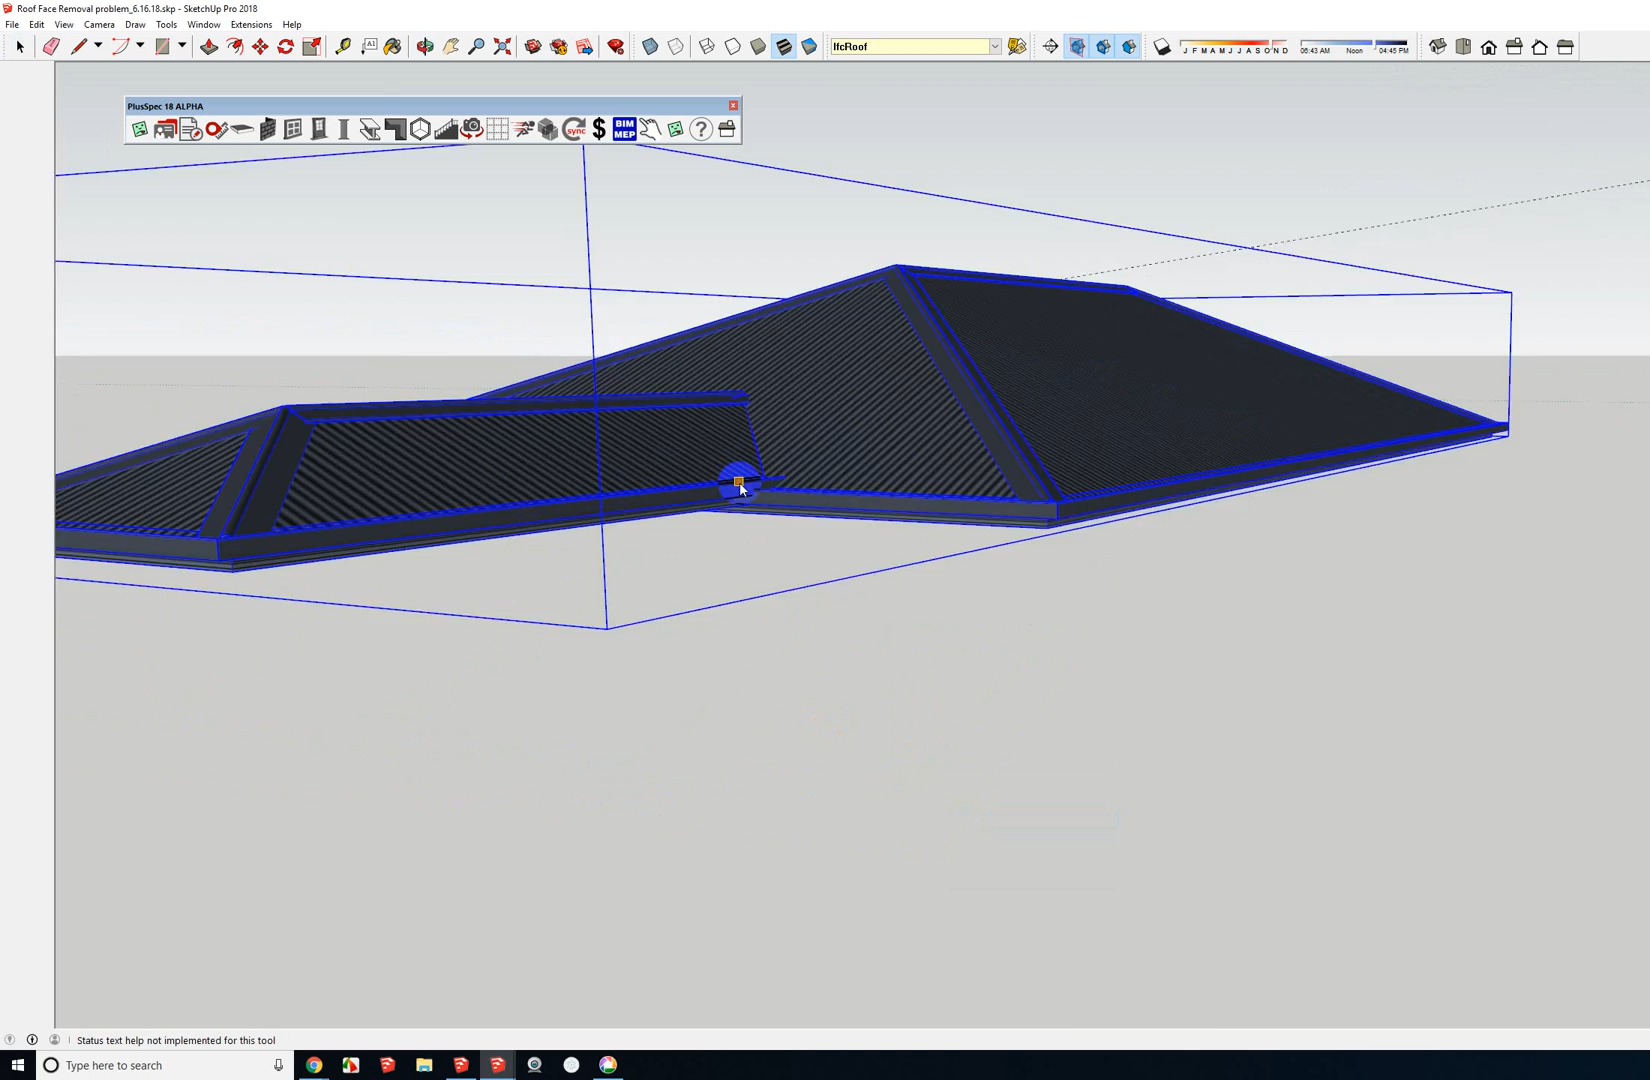 Roof Face Removal problem_6.16.18.skp - SketchUp Pro 2018
File Edit View Camera Draw Tools Window Extensions Help
A1
IfcRoof
J F M A M J J A S O N D
06:43 AM Noon 04:45 PM
PlusSpec 18 ALPHA
sync $ BIM MEP ?
Status text help not implemented for this tool
Type here to search